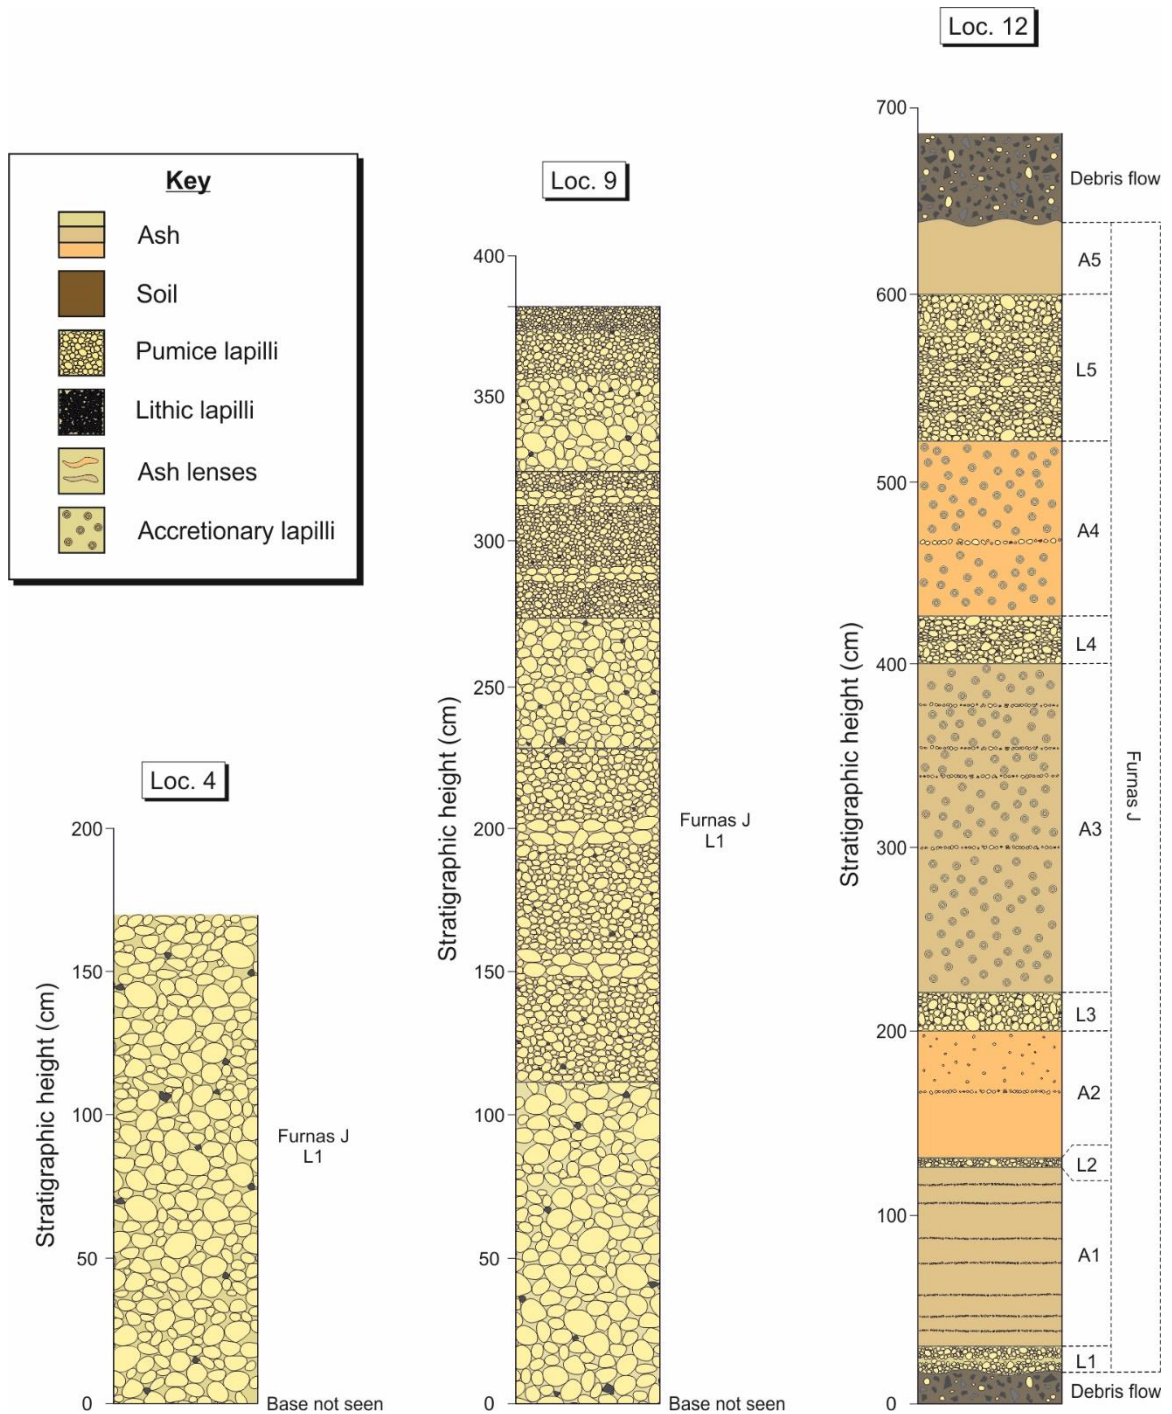 Key
Ash
Soil
Pumice lapilli
Lithic lapilli
Ash lenses
Accretionary lapilli
Loc. 4
Stratigraphic height (cm)
200
150
100
50
0
Furnas J
L1
Base not seen
Loc. 9
Stratigraphic height (cm)
400
350
300
250
200
150
100
50
0
Furnas J
L1
Base not seen
Loc. 12
Stratigraphic height (cm)
700
600
500
400
300
200
100
0
Debris flow
A5
L5
A4
L4
A3
L3
A2
L2
A1
L1
Debris flow
Furnas J